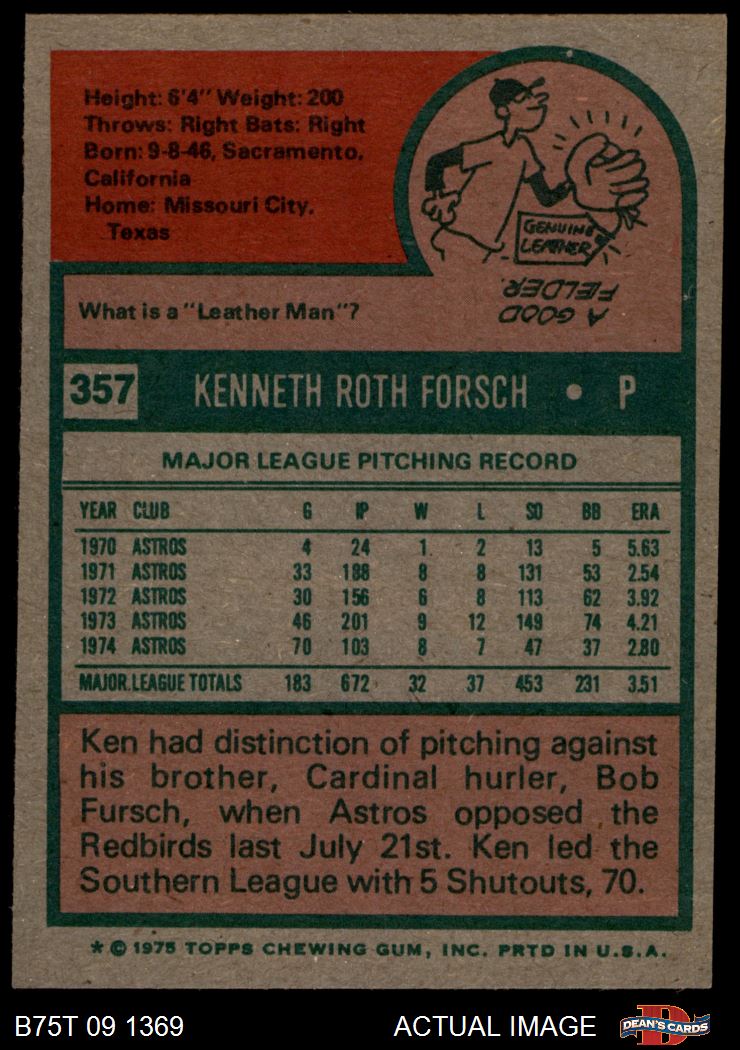 Height: 6'4" Weight: 200
Throws: Right Bats: Right
Born: 9-8-46, Sacramento,
California
Home: Missouri City,
Texas
GENUINE
LEATHER
What is a "Leather Man"?
A GOOD
FIELDER.
357 KENNETH ROTH FORSCH • P
MAJOR LEAGUE PITCHING RECORD
YEAR CLUB G IP W L SO BB ERA
1970 ASTROS 4 24 1 2 13 5 5.63
1971 ASTROS 33 188 8 8 131 53 2.54
1972 ASTROS 30 156 6 8 113 62 3.92
1973 ASTROS 46 201 9 12 149 74 4.21
1974 ASTROS 70 103 8 7 47 37 2.80
MAJOR LEAGUE TOTALS 183 672 32 37 453 231 3.51
Ken had distinction of pitching against
his brother, Cardinal hurler, Bob
Fursch, when Astros opposed the
Redbirds last July 21st. Ken led the
Southern League with 5 Shutouts, 70.
* © 1975 TOPPS CHEWING GUM, INC. PRTD IN U.S.A.
B75T 09 1369 ACTUAL IMAGE D DEAN'S CARDS